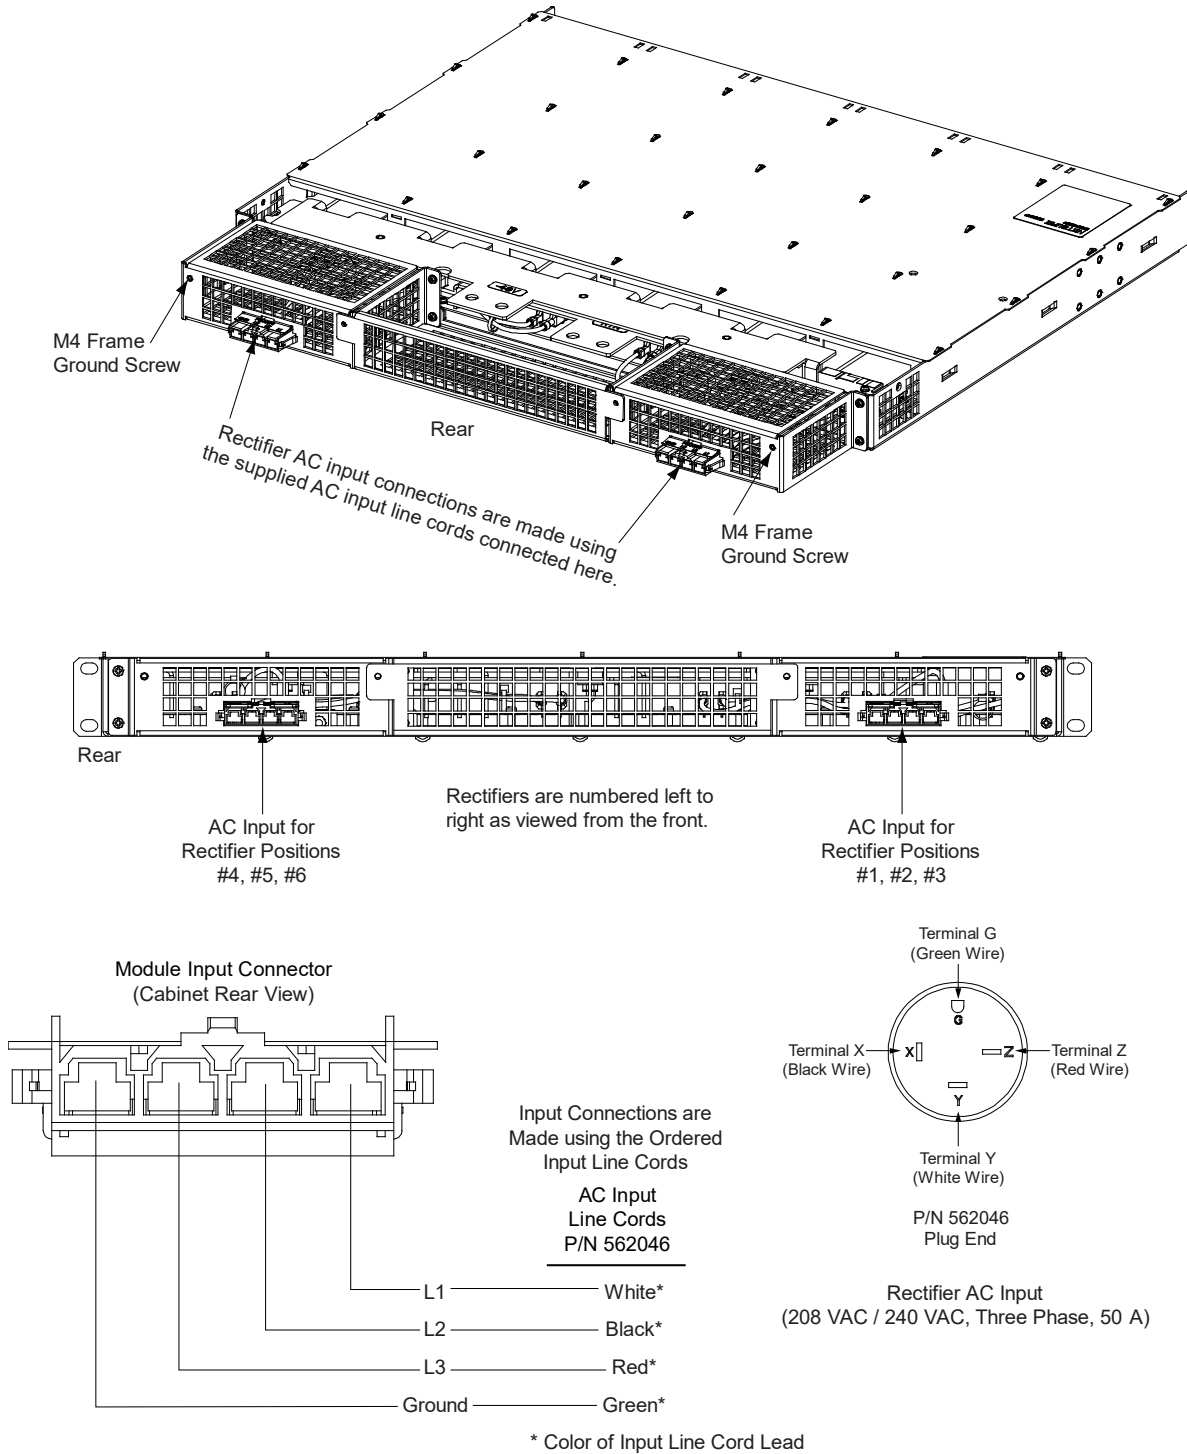 M4 Frame
Ground Screw
Rear
Rectifier AC input connections are made using
the supplied AC input line cords connected here.
M4 Frame
Ground Screw
Rear
Rectifiers are numbered left to
right as viewed from the front.
AC Input for
Rectifier Positions
#4, #5, #6
AC Input for
Rectifier Positions
#1, #2, #3
Module Input Connector
(Cabinet Rear View)
Terminal G
(Green Wire)
G
Terminal X
(Black Wire)
X
Z
Terminal Z
(Red Wire)
Y
Terminal Y
(White Wire)
P/N 562046
Plug End
Rectifier AC Input
(208 VAC / 240 VAC, Three Phase, 50 A)
Input Connections are
Made using the Ordered
Input Line Cords
AC Input
Line Cords
P/N 562046
L1 White*
L2 Black*
L3 Red*
Ground Green*
* Color of Input Line Cord Lead